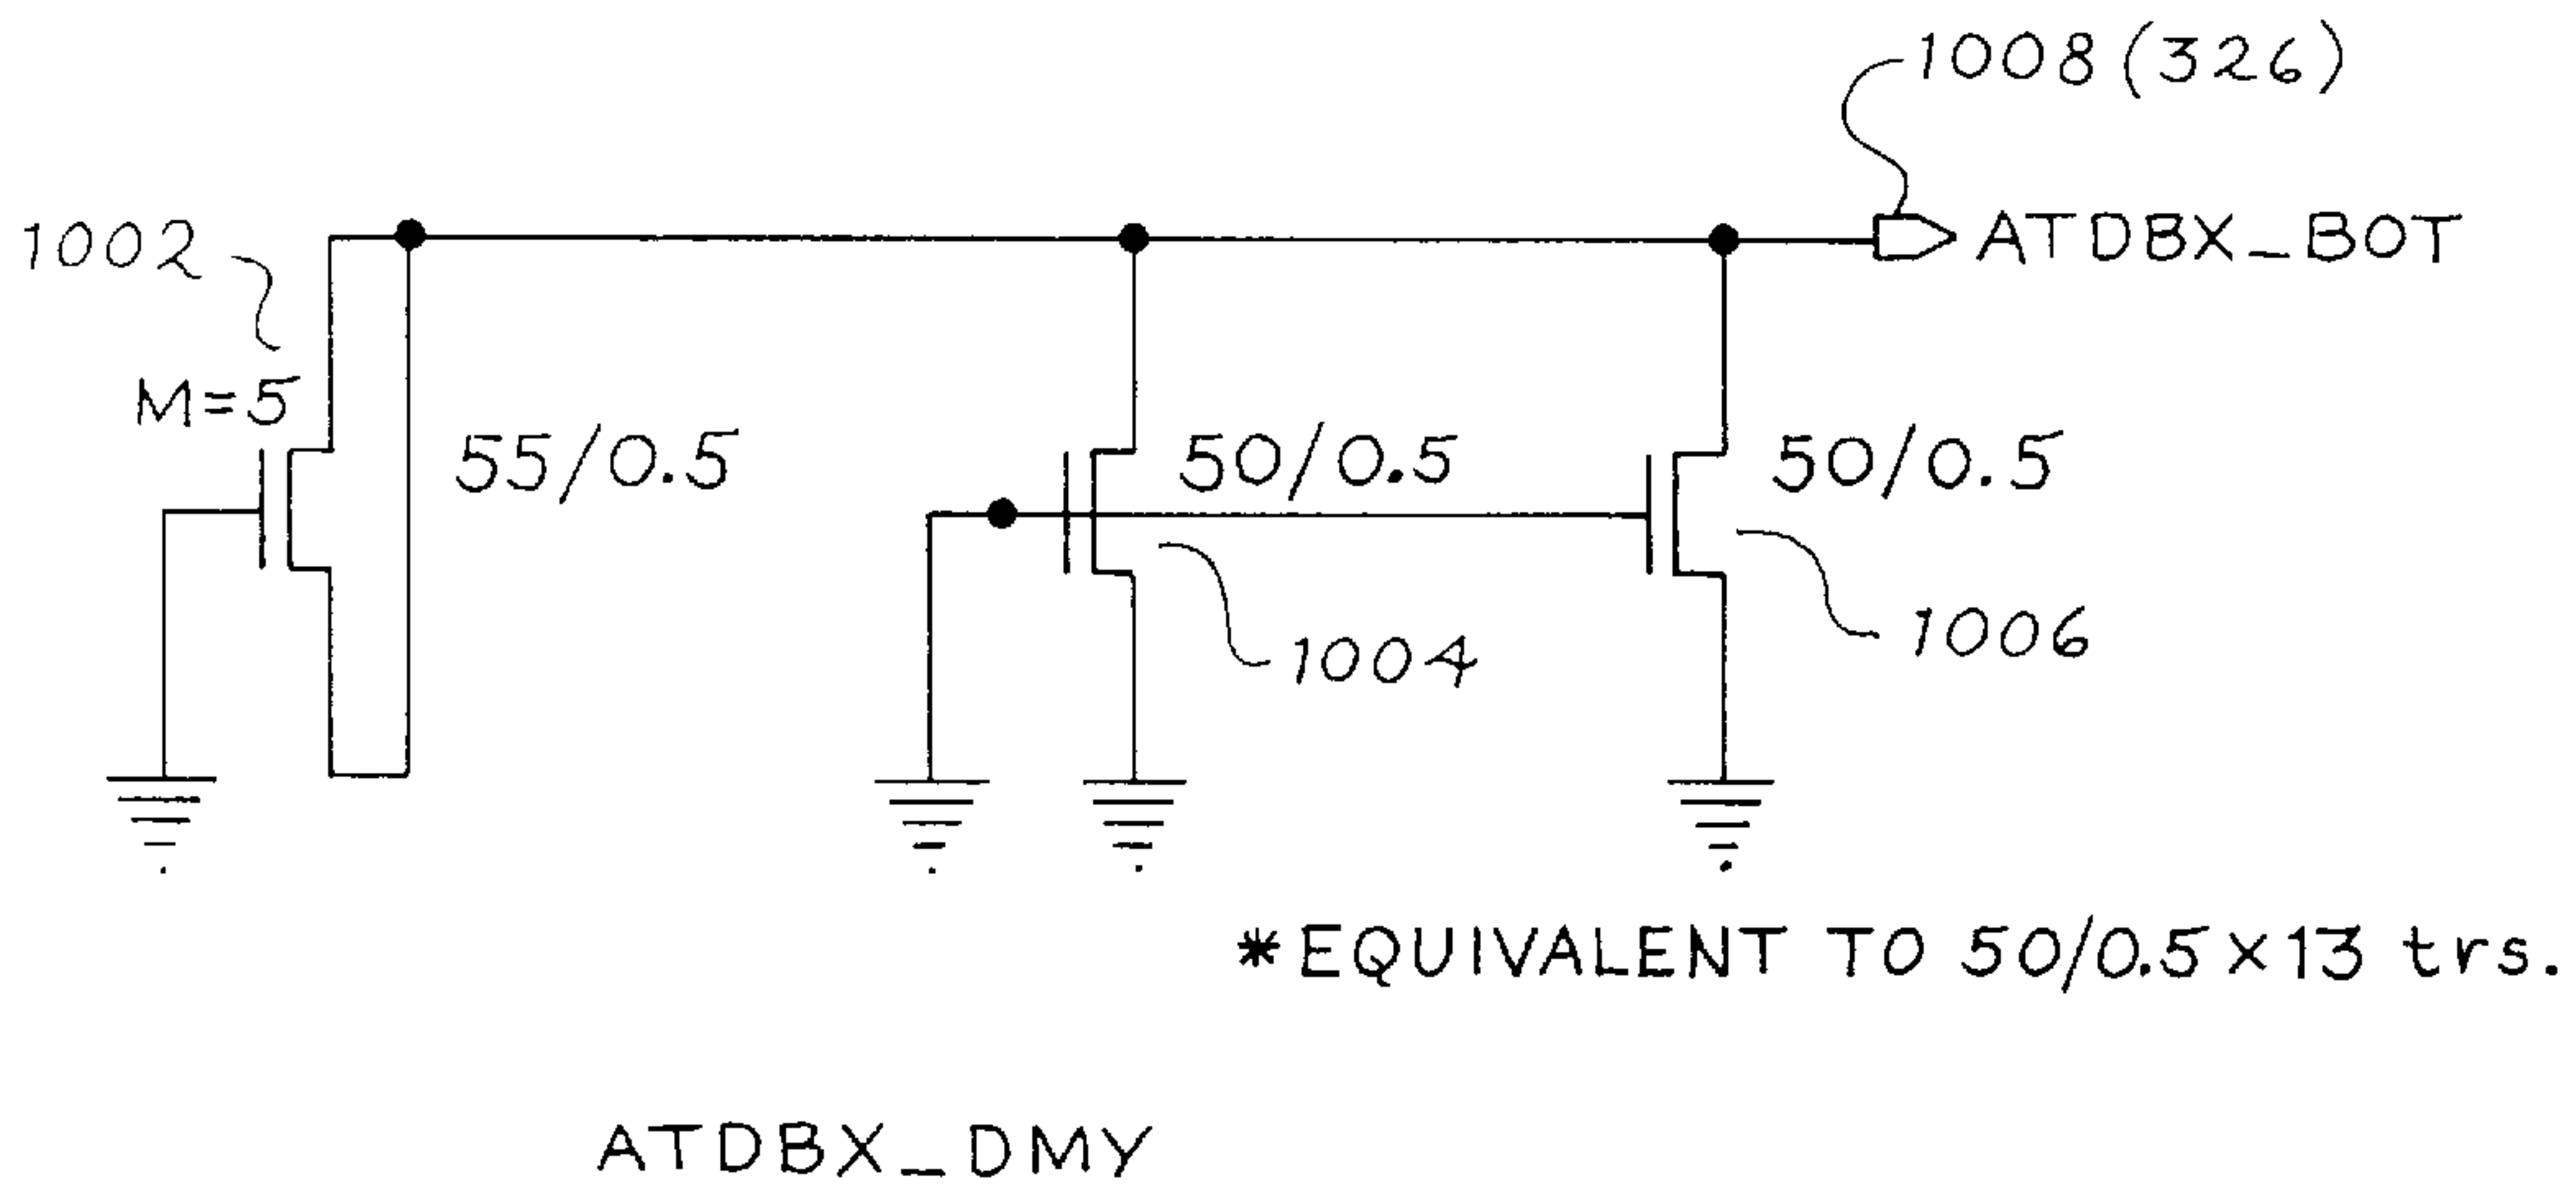 1008 (326)
1002
ATDBX_BOT
M=5
55/0.5
50/0.5
50/0.5
1004
1006
*EQUIVALENT TO 50/0.5×13 trs.
ATDBX_DMY